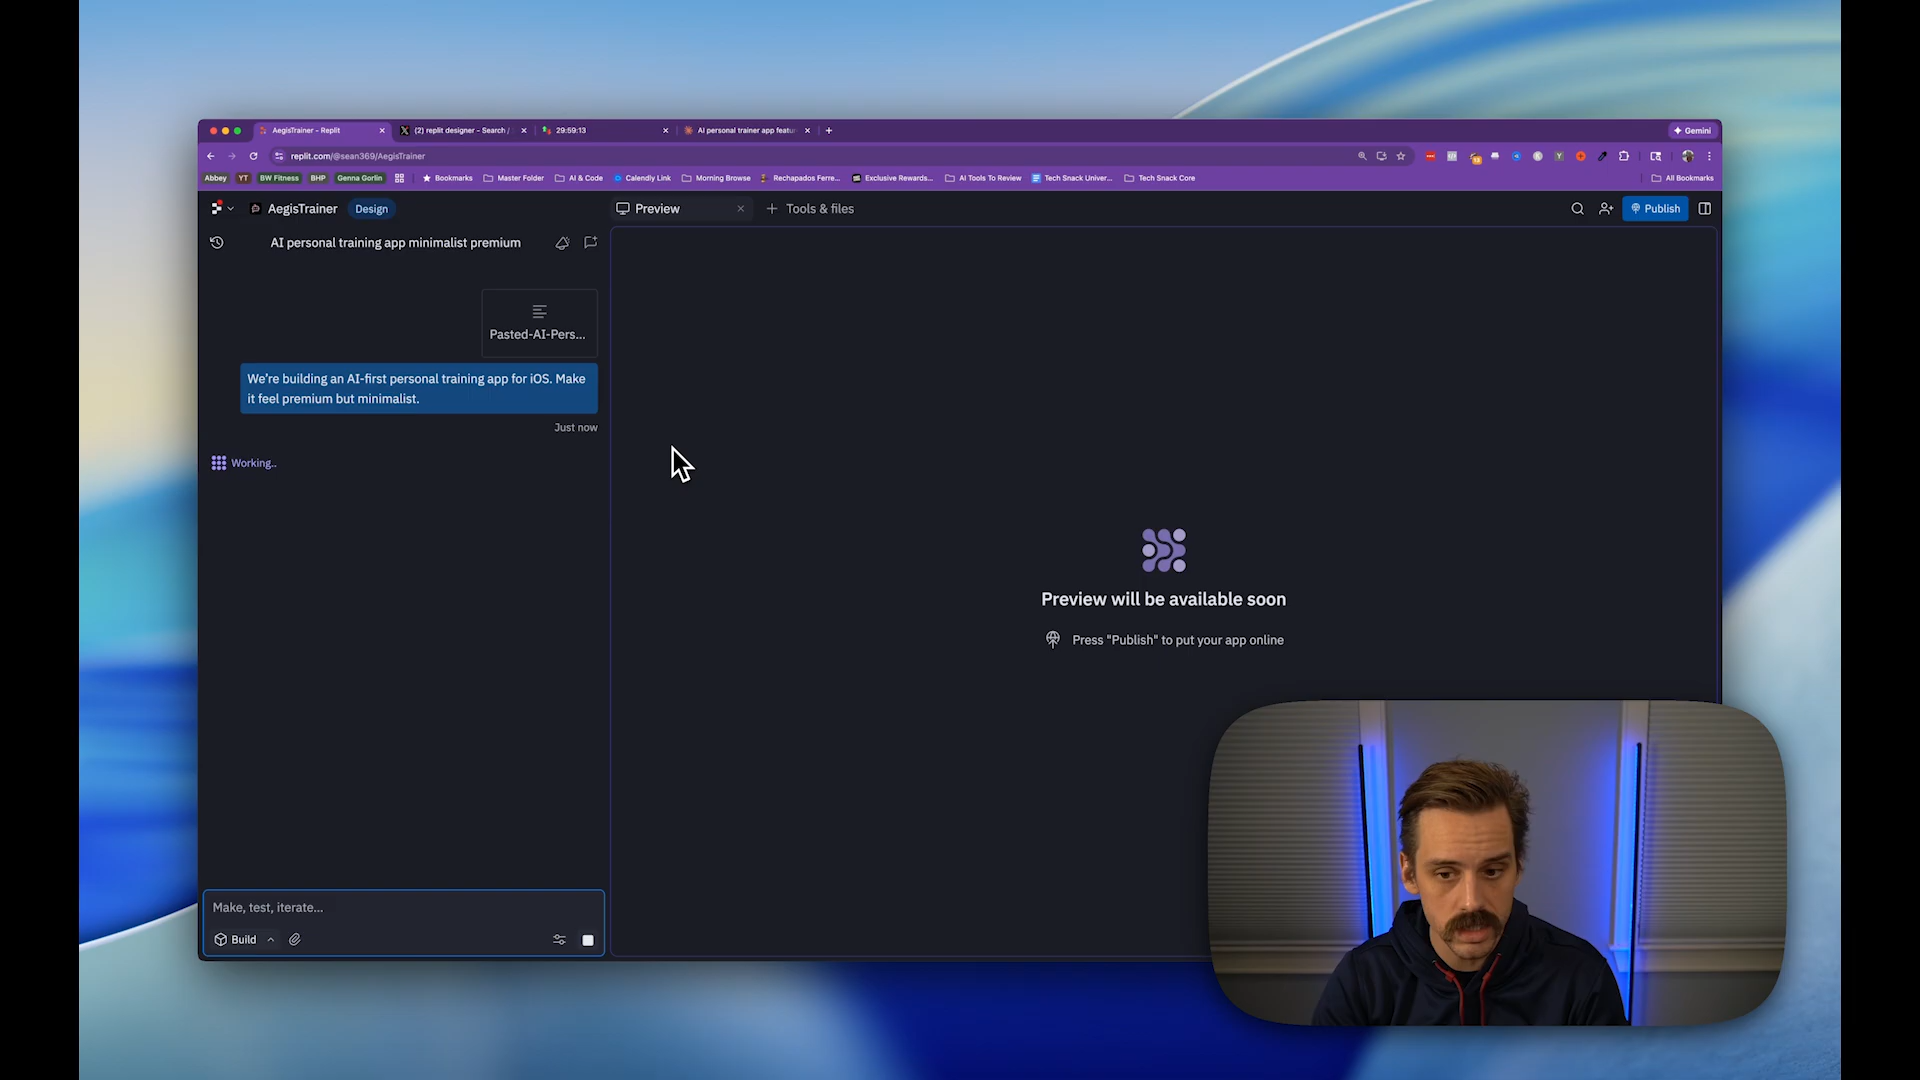 AegisTrainer - Replit
(2) replit designer - Search /
29:59:13
AI personal trainer app featu
Gemini
replit.com/@sean369/AegisTrainer
Abbey
YT
BW Fitness
BHP
Genna Gorlin
Bookmarks
Master Folder
AI & Code
Calendly Link
Morning Browse
Rechapados Ferre...
Exclusive Rewards...
AI Tools To Review
Tech Snack Univer...
Tech Snack Core
All Bookmarks
AegisTrainer
Design
Preview
Tools & files
Publish
AI personal training app minimalist premium
Pasted-AI-Pers...
We're building an AI-first personal training app for iOS. Make
it feel premium but minimalist.
Just now
Working..
Preview will be available soon
Press "Publish" to put your app online
Make, test, iterate...
Build